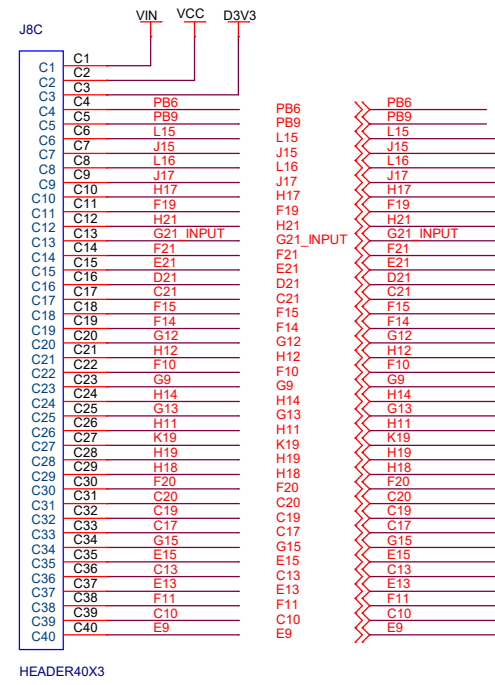 VIN VCC D3V3
J8C
C1 C1
C2 C2
C3 C3
C4 C4 PB6 PB6 PB6
C5 C5 PB9 PB9 PB9
C6 C6 L15 L15 L15
C7 C7 J15 J15 J15
C8 C8 L16 L16 L16
C9 C9 J17 J17 J17
C10 C10 H17 H17 H17
C11 C11 F19 F19 F19
C12 C12 H21 H21 H21
C13 C13 G21_INPUT G21_INPUT G21_INPUT
C14 C14 F21 F21 F21
C15 C15 E21 E21 E21
C16 C16 D21 D21 D21
C17 C17 C21 C21 C21
C18 C18 F15 F15 F15
C19 C19 F14 F14 F14
C20 C20 G12 G12 G12
C21 C21 H12 H12 H12
C22 C22 F10 F10 F10
C23 C23 G9 G9 G9
C24 C24 H14 H14 H14
C25 C25 G13 G13 G13
C26 C26 H11 H11 H11
C27 C27 K19 K19 K19
C28 C28 H19 H19 H19
C29 C29 H18 H18 H18
C30 C30 F20 F20 F20
C31 C31 C20 C20 C20
C32 C32 C19 C19 C19
C33 C33 C17 C17 C17
C34 C34 G15 G15 G15
C35 C35 E15 E15 E15
C36 C36 C13 C13 C13
C37 C37 E13 E13 E13
C38 C38 F11 F11 F11
C39 C39 C10 C10 C10
C40 C40 E9 E9 E9
HEADER40X3